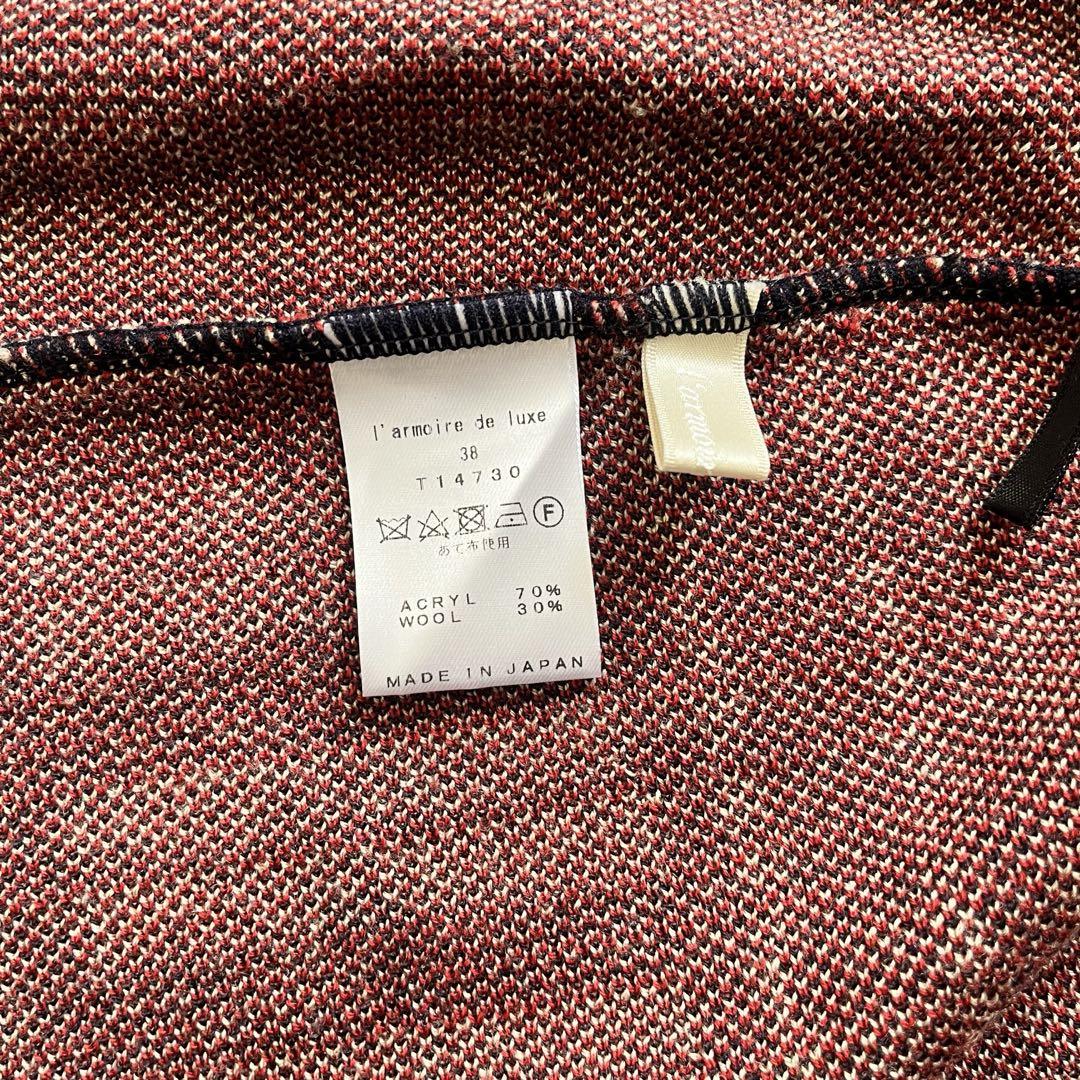 l'armoire de luxe
38
T14730
F
あて布使用
ACRYL 70%
WOOL 30%
MADE IN JAPAN